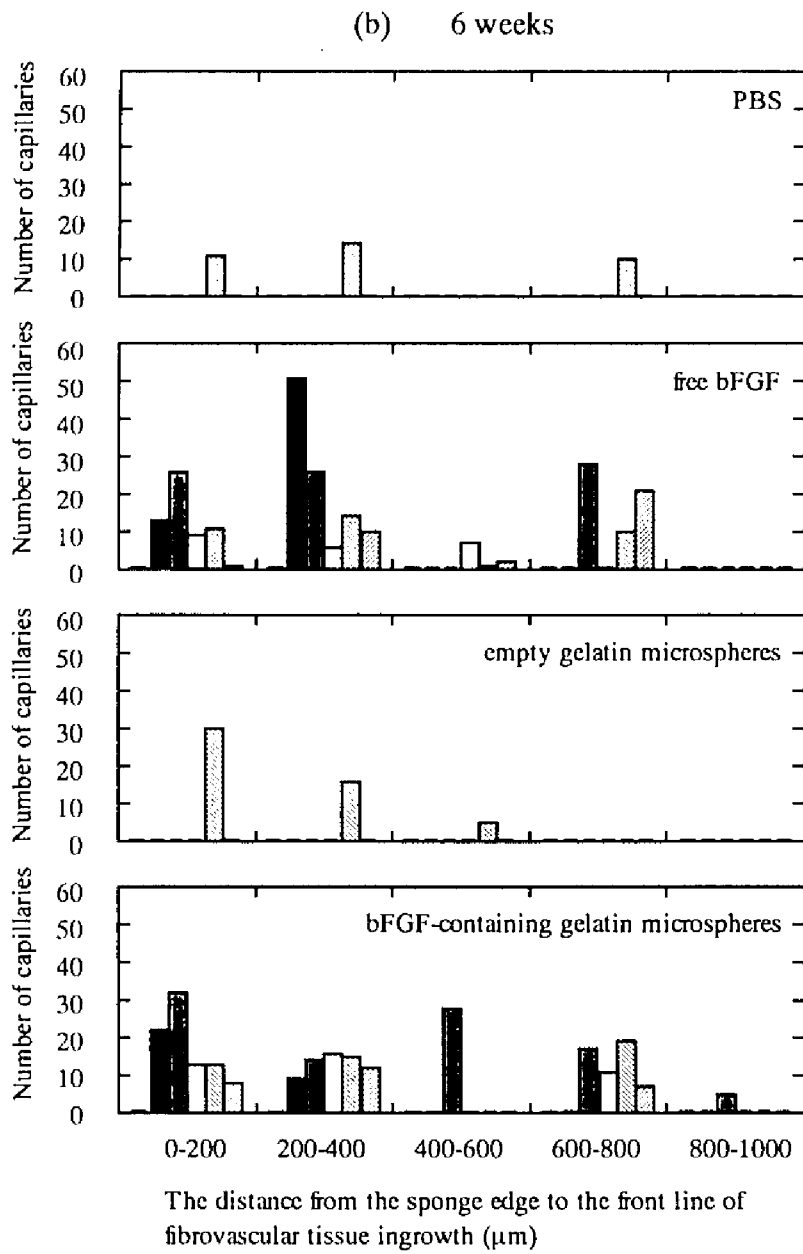 (b) 6 weeks
60
50
40
30
20
10
0
Number of capillaries
PBS
60
50
40
30
20
10
0
Number of capillaries
free bFGF
60
50
40
30
20
10
0
Number of capillaries
empty gelatin microspheres
60
50
40
30
20
10
0
Number of capillaries
bFGF-containing gelatin microspheres
0-200 200-400 400-600 600-800 800-1000
The distance from the sponge edge to the front line of
fibrovascular tissue ingrowth (μm)